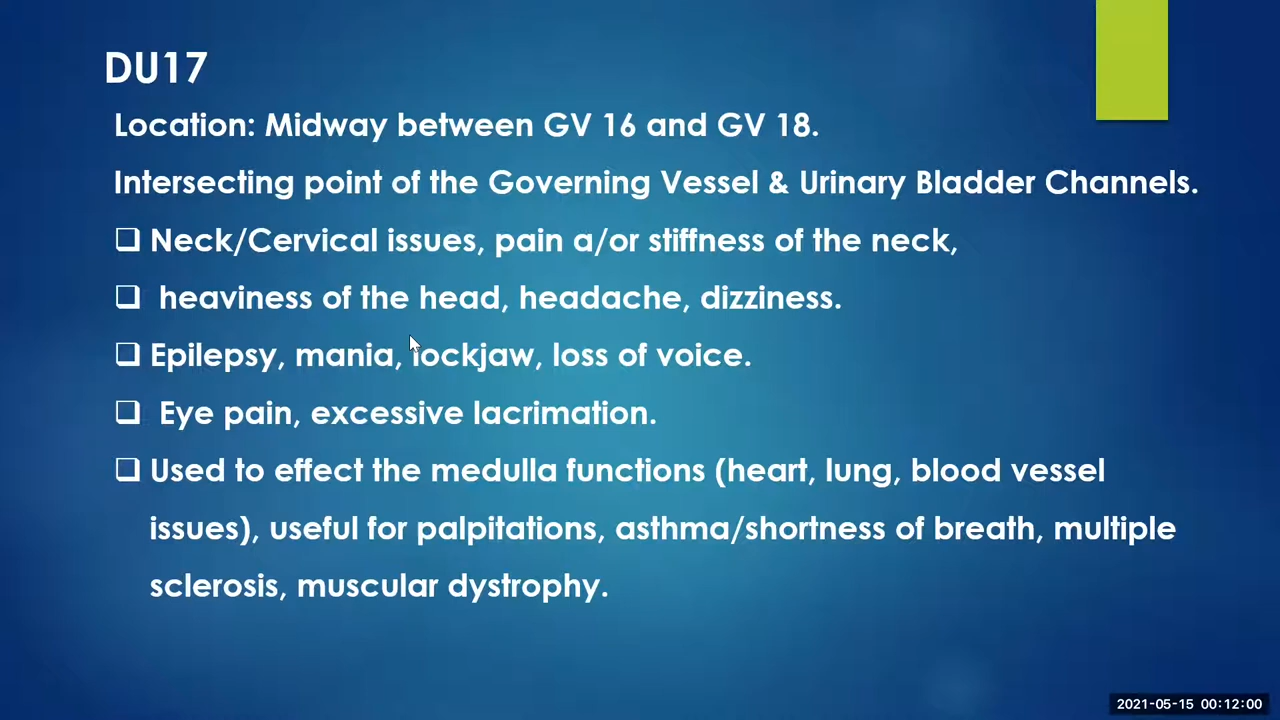 DU17
Location: Midway between GV 16 and GV 18.
Intersecting point of the Governing Vessel & Urinary Bladder Channels.
❑ Neck/Cervical issues, pain a/or stiffness of the neck,
❑ heaviness of the head, headache, dizziness.
❑ Epilepsy, mania, lockjaw, loss of voice.
❑ Eye pain, excessive lacrimation.
❑ Used to effect the medulla functions (heart, lung, blood vessel
issues), useful for palpitations, asthma/shortness of breath, multiple
sclerosis, muscular dystrophy.
2021-05-15 00:12:00